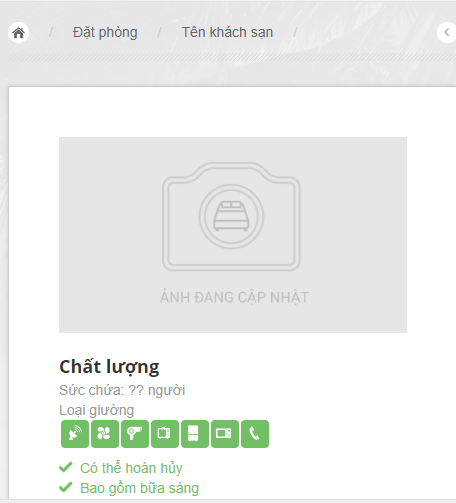 / Đặt phòng / Tên khách sạn /
ẢNH ĐANG CẬP NHẬT
Chất lượng
Sức chứa: ?? người
Loại giường
Có thể hoàn hủy
Bao gồm bữa sáng